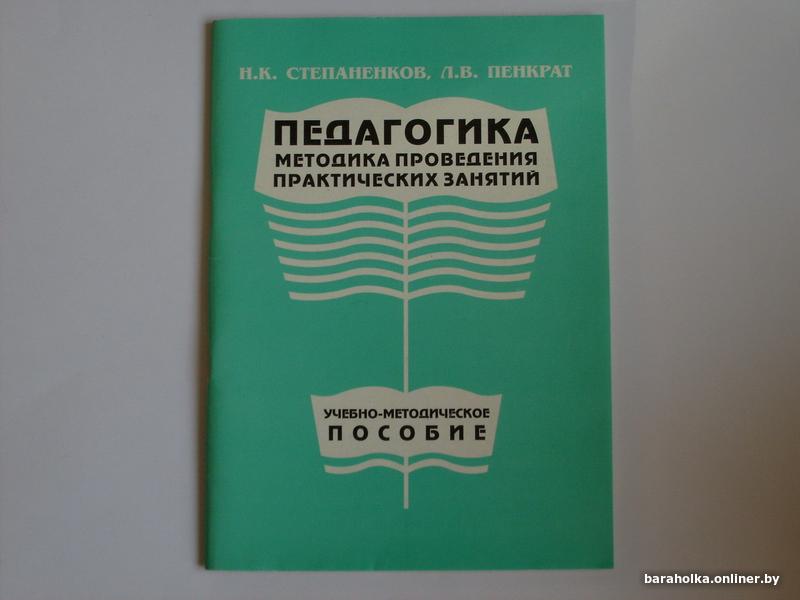 Н.К. СТЕПАНЕНКОВ, Л.В. ПЕНКРАТ
ПЕДАГОГИКА
МЕТОДИКА ПРОВЕДЕНИЯ
ПРАКТИЧЕСКИХ ЗАНЯТИЙ
УЧЕБНО-МЕТОДИЧЕСКОЕ
ПОСОБИЕ
baraholka.onliner.by